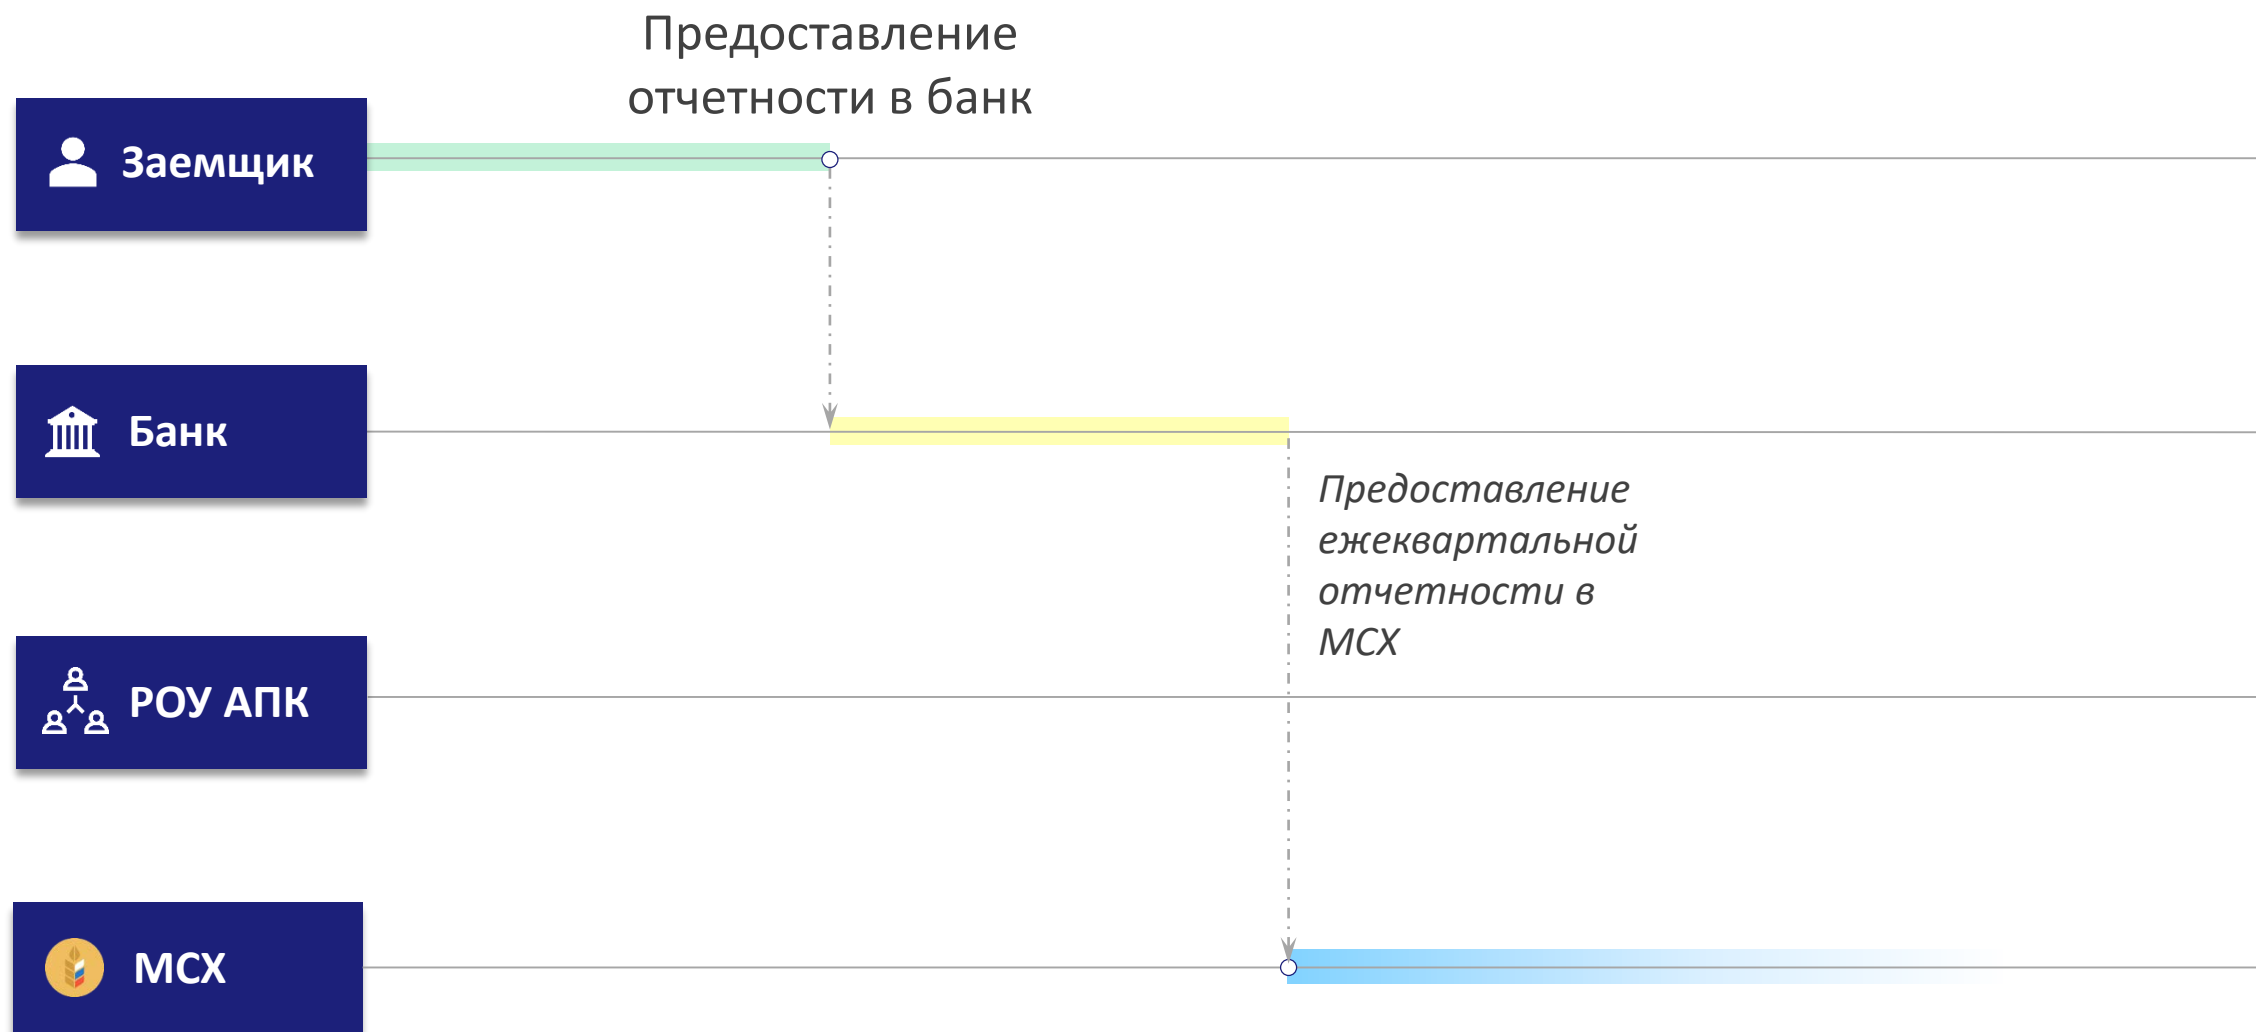 Предоставление
отчетности в банк
Заемщик
Банк
Предоставление
ежеквартальной
отчетности в
МСХ
РОУ АПК
МСХ